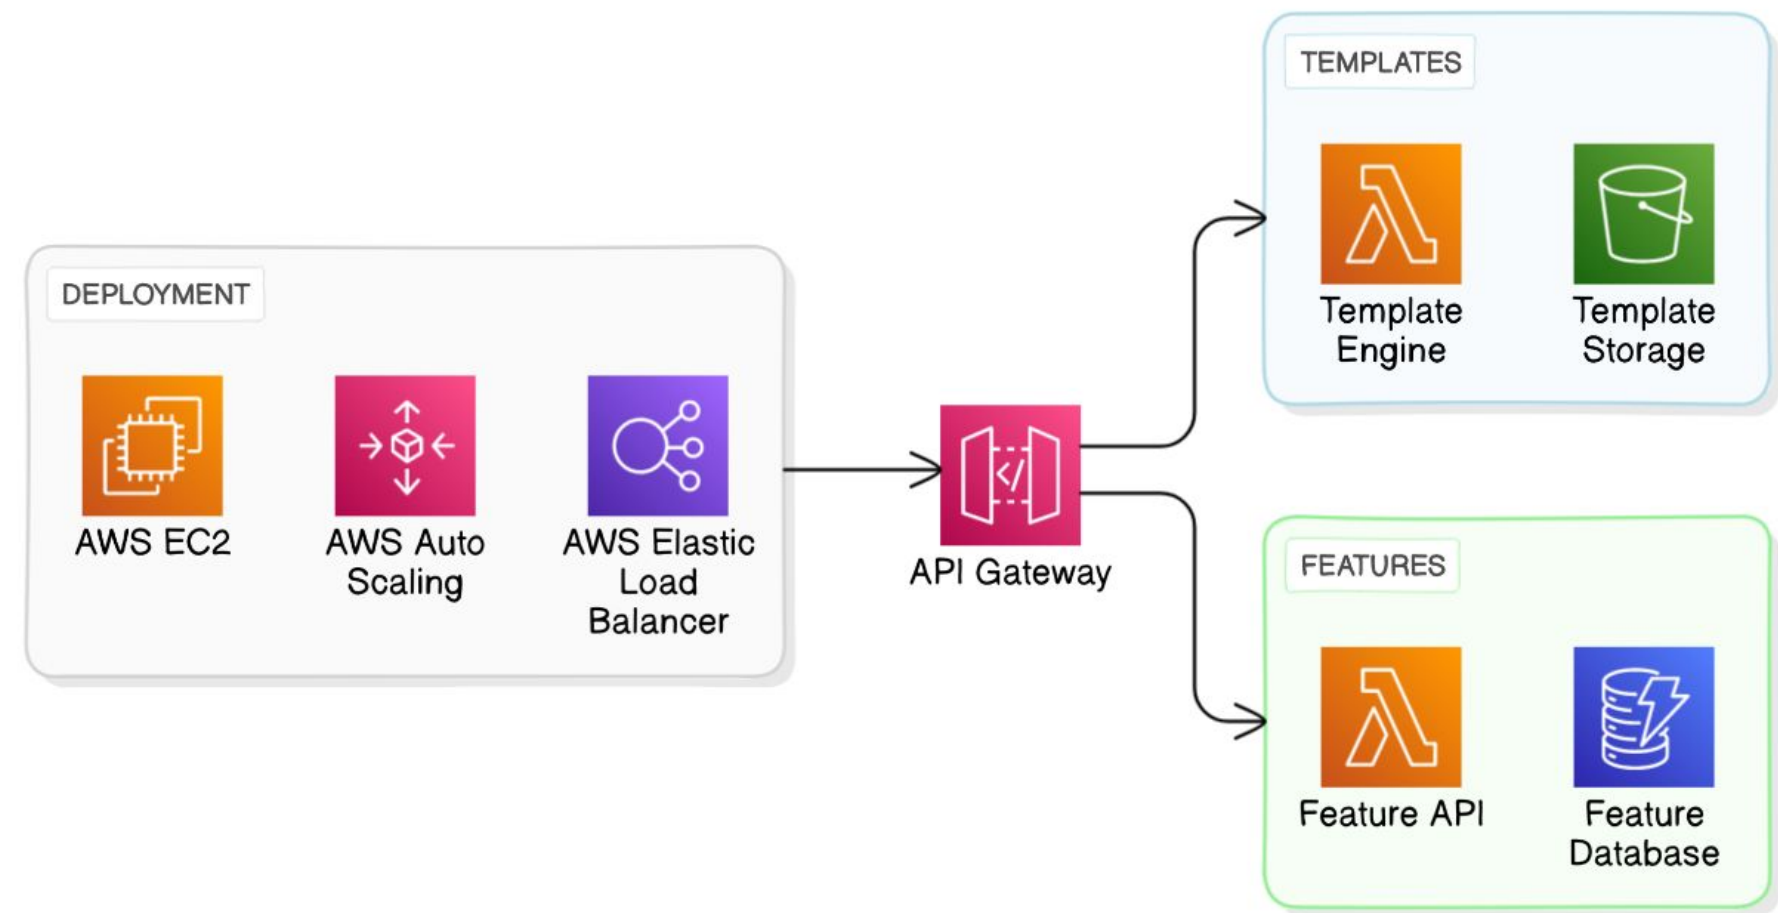 TEMPLATES
Template
Engine
Template
Storage
DEPLOYMENT
AWS EC2
AWS Auto
Scaling
AWS Elastic
Load
Balancer
API Gateway
FEATURES
Feature API
Feature
Database